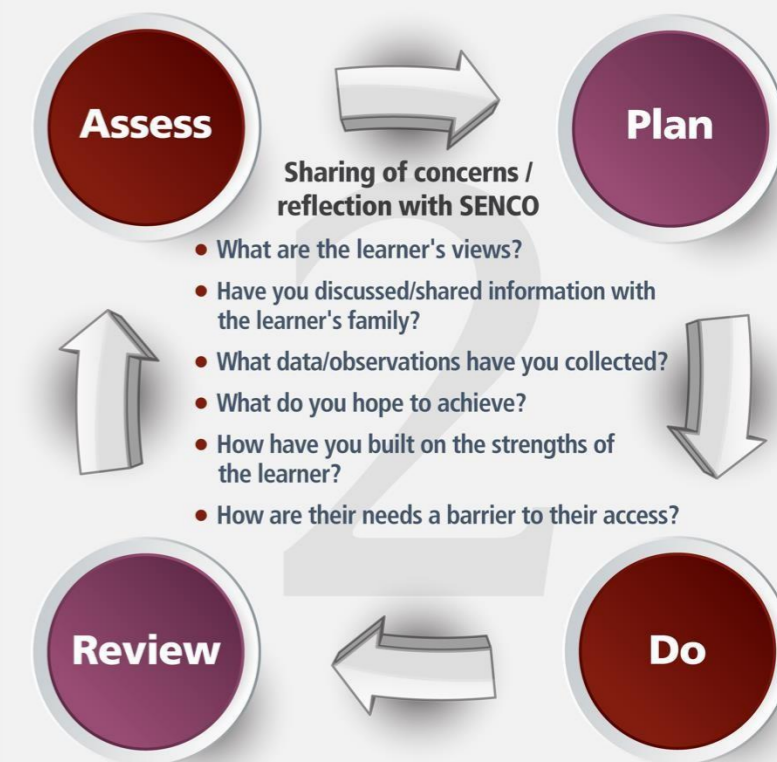 Assess
Plan
Sharing of concerns /
reflection with SENCO
2
• What are the learner's views?
• Have you discussed/shared information with
the learner's family?
• What data/observations have you collected?
• What do you hope to achieve?
• How have you built on the strengths of
the learner?
• How are their needs a barrier to their access?
Review
Do